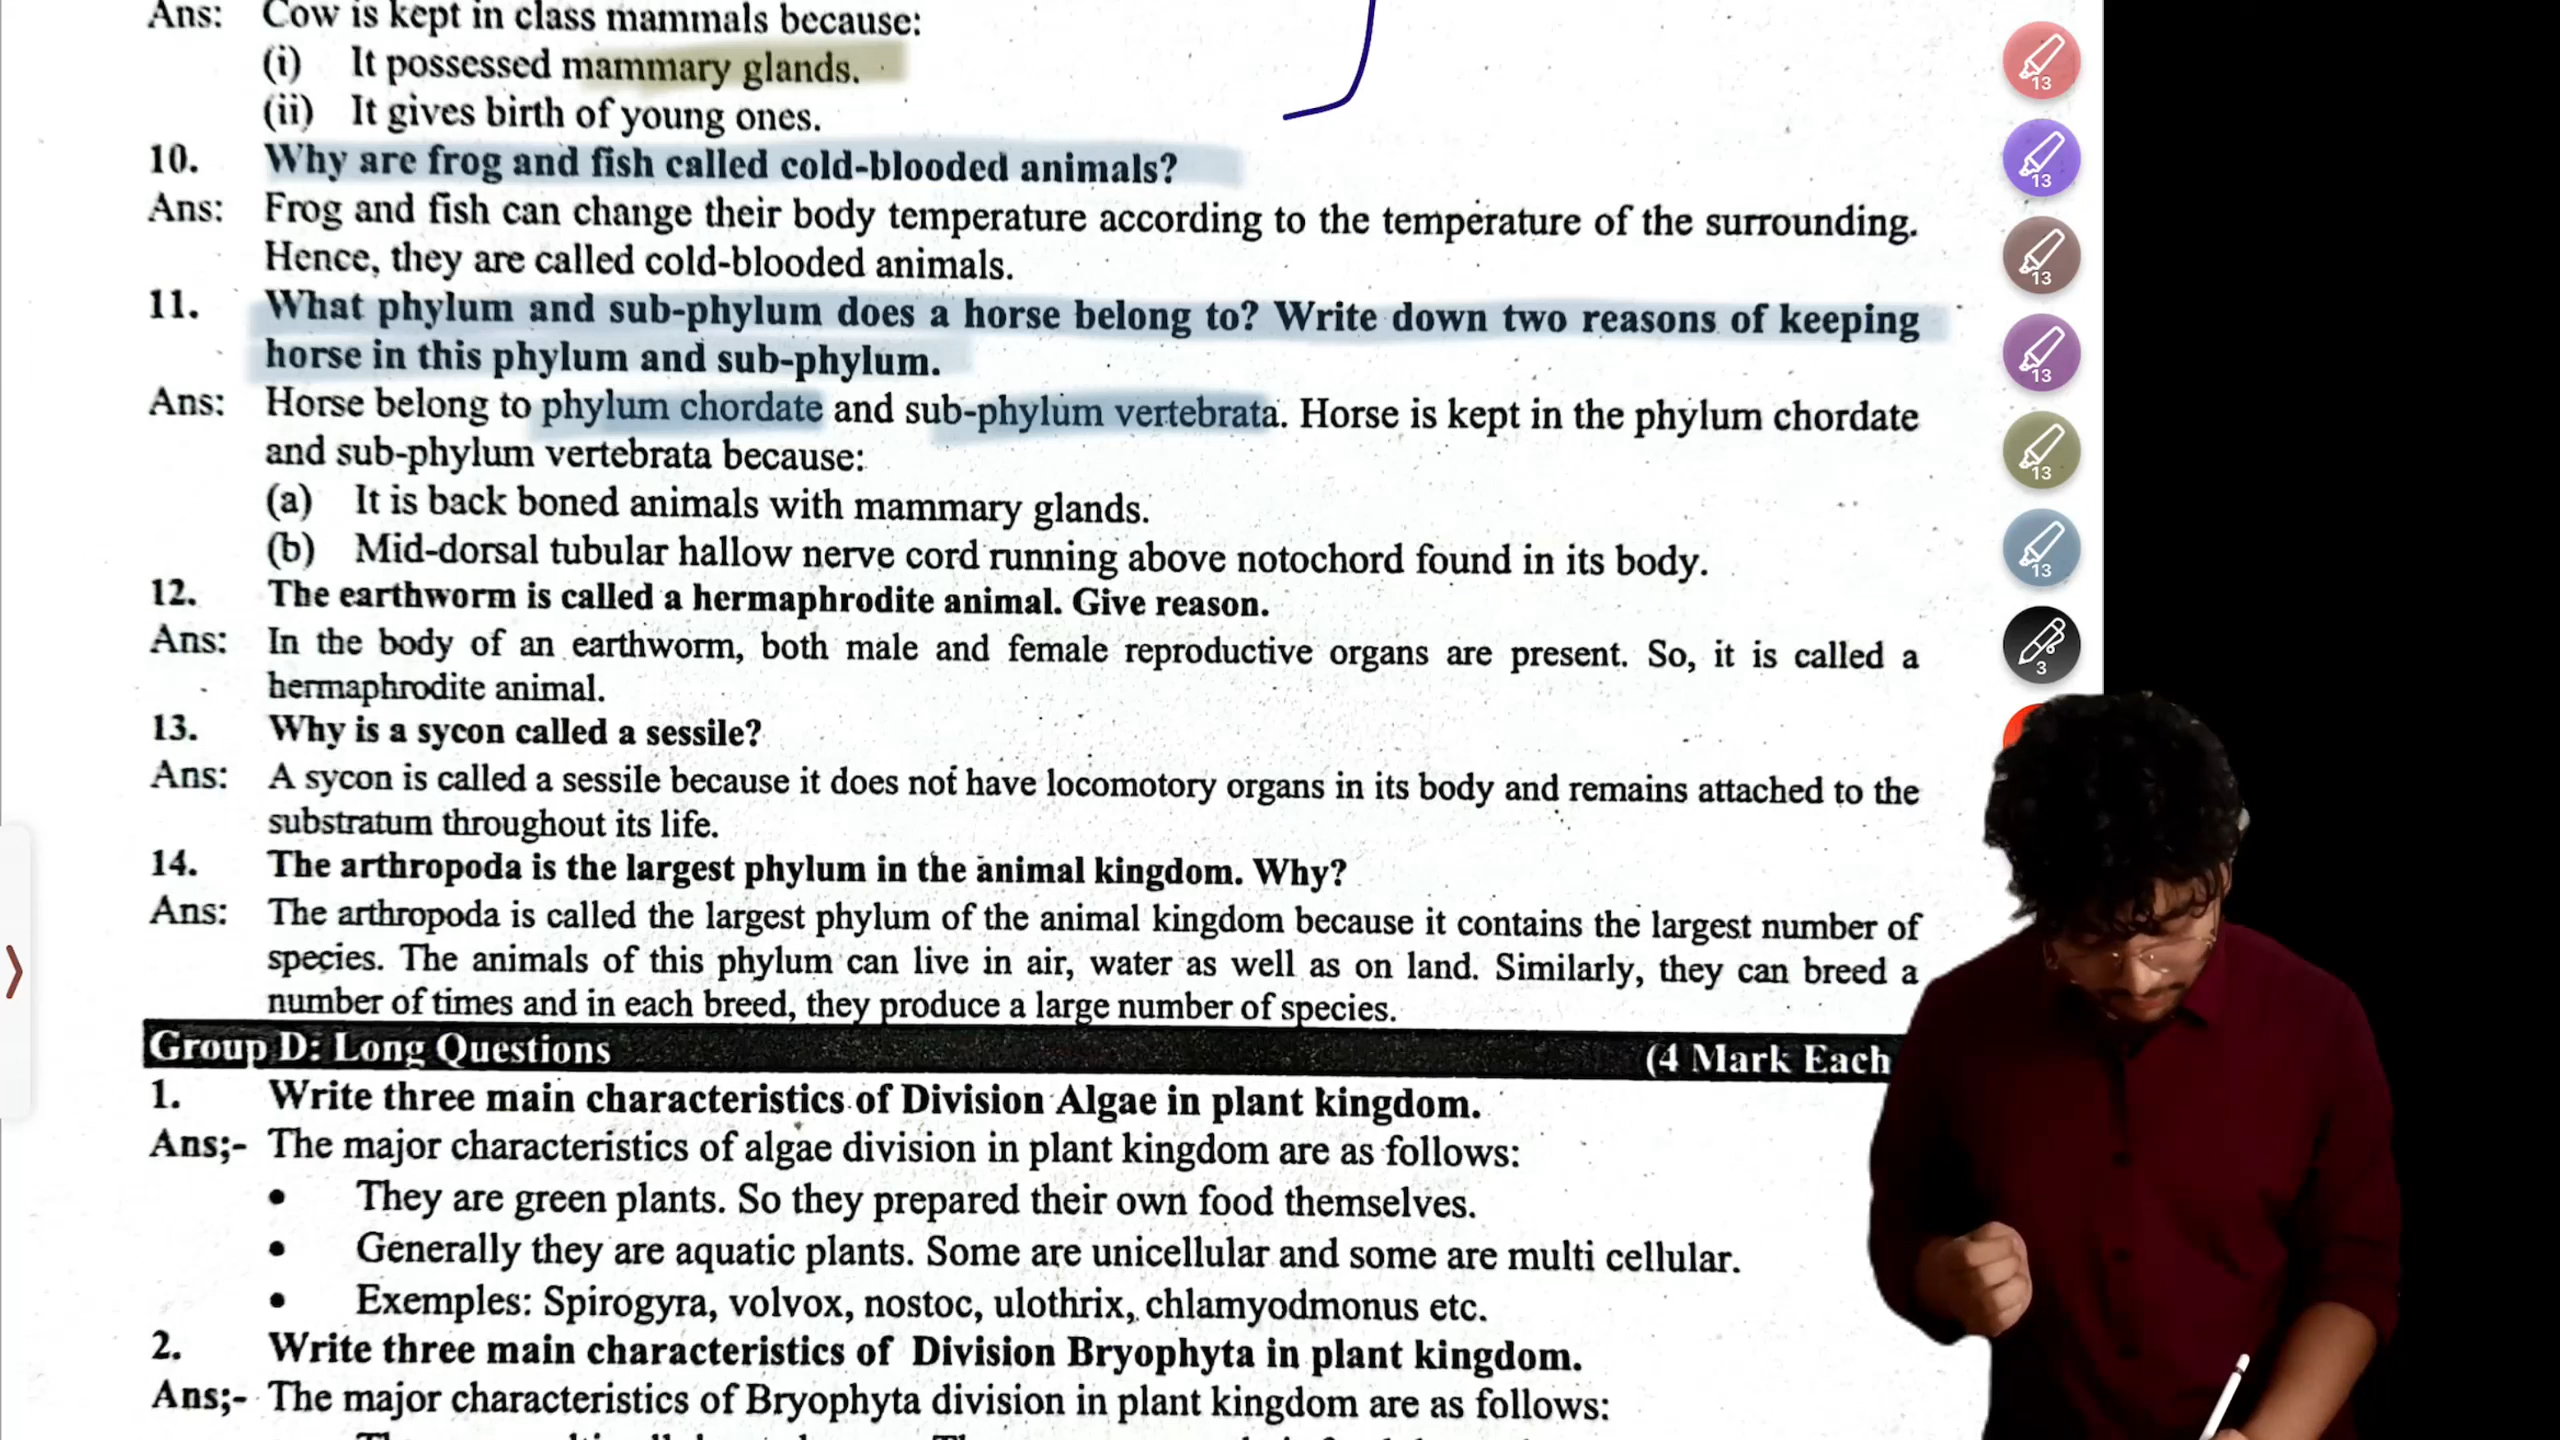 Ans: Cow is kept in class mammals because:
(i) It possessed mammary glands.
(ii) It gives birth of young ones.
10. Why are frog and fish called cold-blooded animals?
Ans: Frog and fish can change their body temperature according to the temperature of the surrounding.
Hence, they are called cold-blooded animals.
11. What phylum and sub-phylum does a horse belong to? Write down two reasons of keeping
horse in this phylum and sub-phylum.
Ans: Horse belong to phylum chordate and sub-phylum vertebrata. Horse is kept in the phylum chordate
and sub-phylum vertebrata because:
(a) It is back boned animals with mammary glands.
(b) Mid-dorsal tubular hallow nerve cord running above notochord found in its body.
12. The earthworm is called a hermaphrodite animal. Give reason.
Ans: In the body of an earthworm, both male and female reproductive organs are present. So, it is called a
hermaphrodite animal.
13. Why is a sycon called a sessile?
Ans: A sycon is called a sessile because it does not have locomotory organs in its body and remains attached to the
substratum throughout its life.
14. The arthropoda is the largest phylum in the animal kingdom. Why?
Ans: The arthropoda is called the largest phylum of the animal kingdom because it contains the largest number of
species. The animals of this phylum can live in air, water as well as on land. Similarly, they can breed a
number of times and in each breed, they produce a large number of species.
Group D: Long Questions (4 Mark Each
1. Write three main characteristics of Division Algae in plant kingdom.
Ans;- The major characteristics of algae division in plant kingdom are as follows:
• They are green plants. So they prepared their own food themselves.
• Generally they are aquatic plants. Some are unicellular and some are multi cellular.
• Exemples: Spirogyra, volvox, nostoc, ulothrix, chlamyodmonus etc.
2. Write three main characteristics of Division Bryophyta in plant kingdom.
Ans;- The major characteristics of Bryophyta division in plant kingdom are as follows:
13
13
13
13
13
13
3